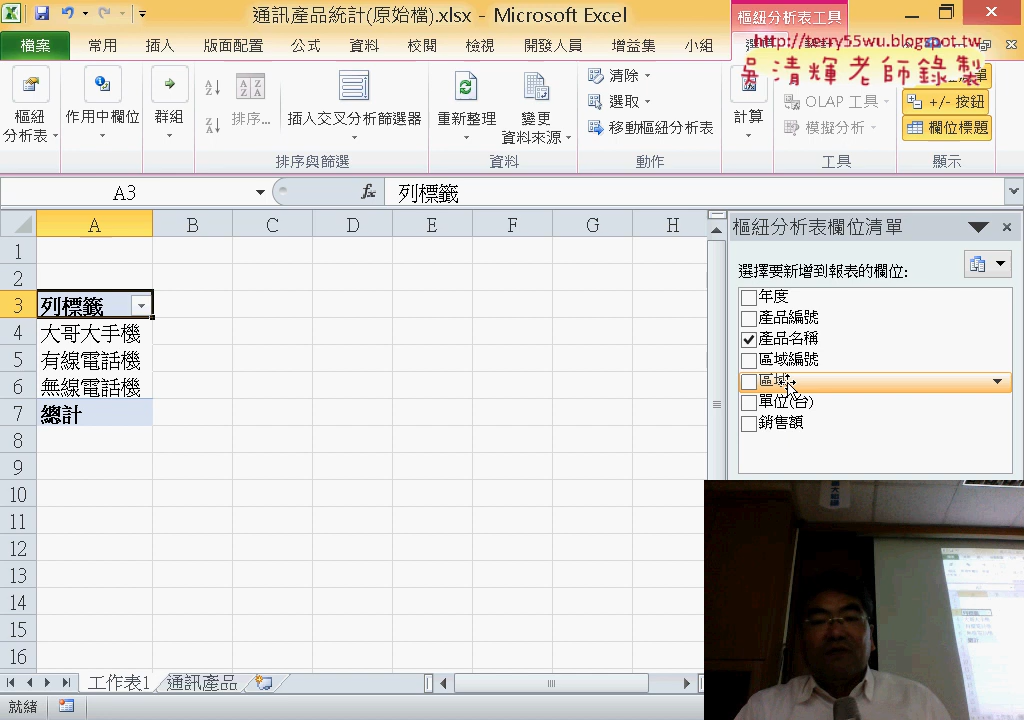 通訊產品統計(原始檔).xlsx - Microsoft Excel
樞紐分析表工具
http://terry55wu.blogspot.tw
吳清輝老師錄製
檔案 常用 插入 版面配置 公式 資料 校閱 檢視 開發人員 增益集 小組
樞紐分析表 作用中欄位 群組 排序... 插入交叉分析篩選器 重新整理 變更資料來源 清除 選取 移動樞紐分析表 計算 OLAP 工具 模擬分析 +/- 按鈕 欄位標題
排序與篩選 資料 動作 工具 顯示
A3 fx 列標籤
A B C D E F G H
1
2
3 列標籤
4 大哥大手機
5 有線電話機
6 無線電話機
7 總計
8
9
10
11
12
13
14
15
16
樞紐分析表欄位清單
選擇要新增到報表的欄位:
年度
產品編號
產品名稱
區域編號
區域
單位(台)
銷售額
工作表1 通訊產品
就緒